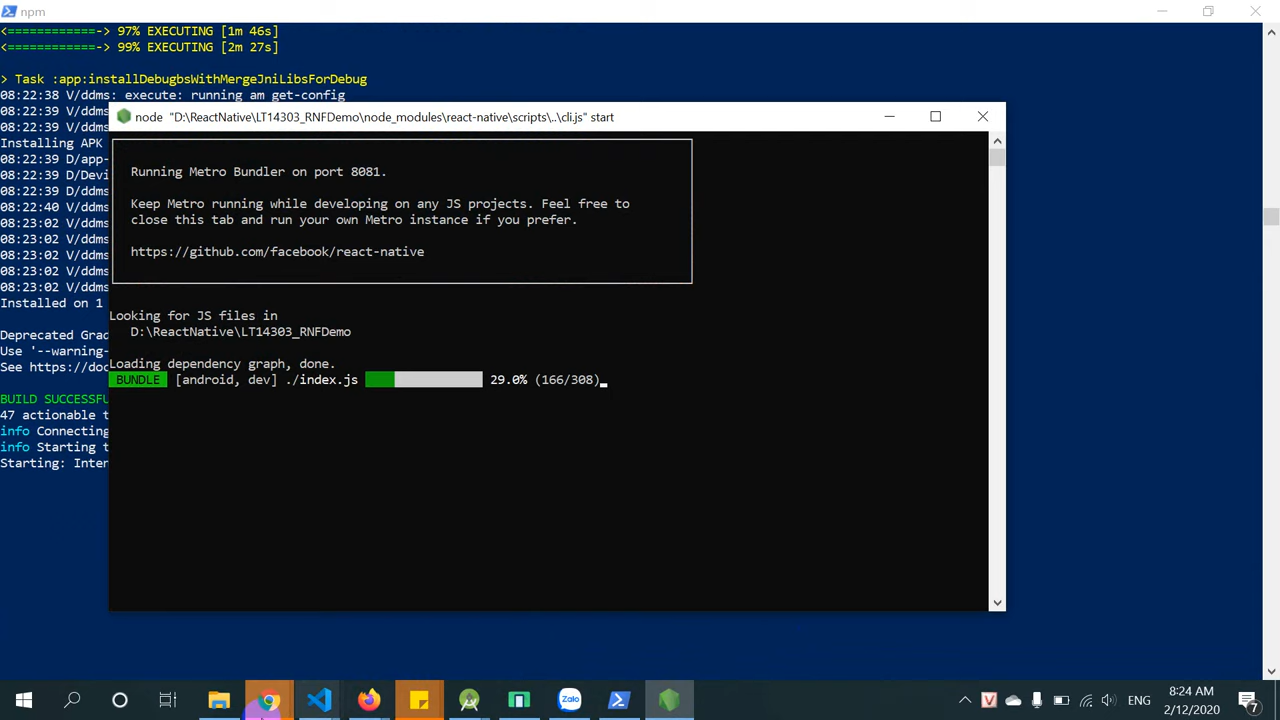 npm
<============-> 97% EXECUTING [1m 46s]
<============-> 99% EXECUTING [2m 27s]
> Task :app:installDebugbsWithMergeJniLibsForDebug
08:22:38 V/ddms: execute: running am get-config
08:22:39 V/ddms
08:22:39 V/ddms
Installing APK
08:22:39 D/app-
08:22:39 D/Devi
08:22:39 D/ddms
08:22:40 V/ddms
08:23:02 V/ddms
08:23:02 V/ddms
08:23:02 V/ddms
08:23:02 V/ddms
Installed on 1
Deprecated Grad
Use '--warning-
See https://doc
BUILD SUCCESSFU
47 actionable t
info Connecting
info Starting t
Starting: Inten
node "D:\ReactNative\LT14303_RNFDemo\node_modules\react-native\scripts\..\cli.js" start
Running Metro Bundler on port 8081.
Keep Metro running while developing on any JS projects. Feel free to
close this tab and run your own Metro instance if you prefer.
https://github.com/facebook/react-native
Looking for JS files in
D:\ReactNative\LT14303_RNFDemo
Loading dependency graph, done.
BUNDLE [android, dev] ./index.js 29.0% (166/308)
Zalo
V
ENG
8:24 AM
2/12/2020
7